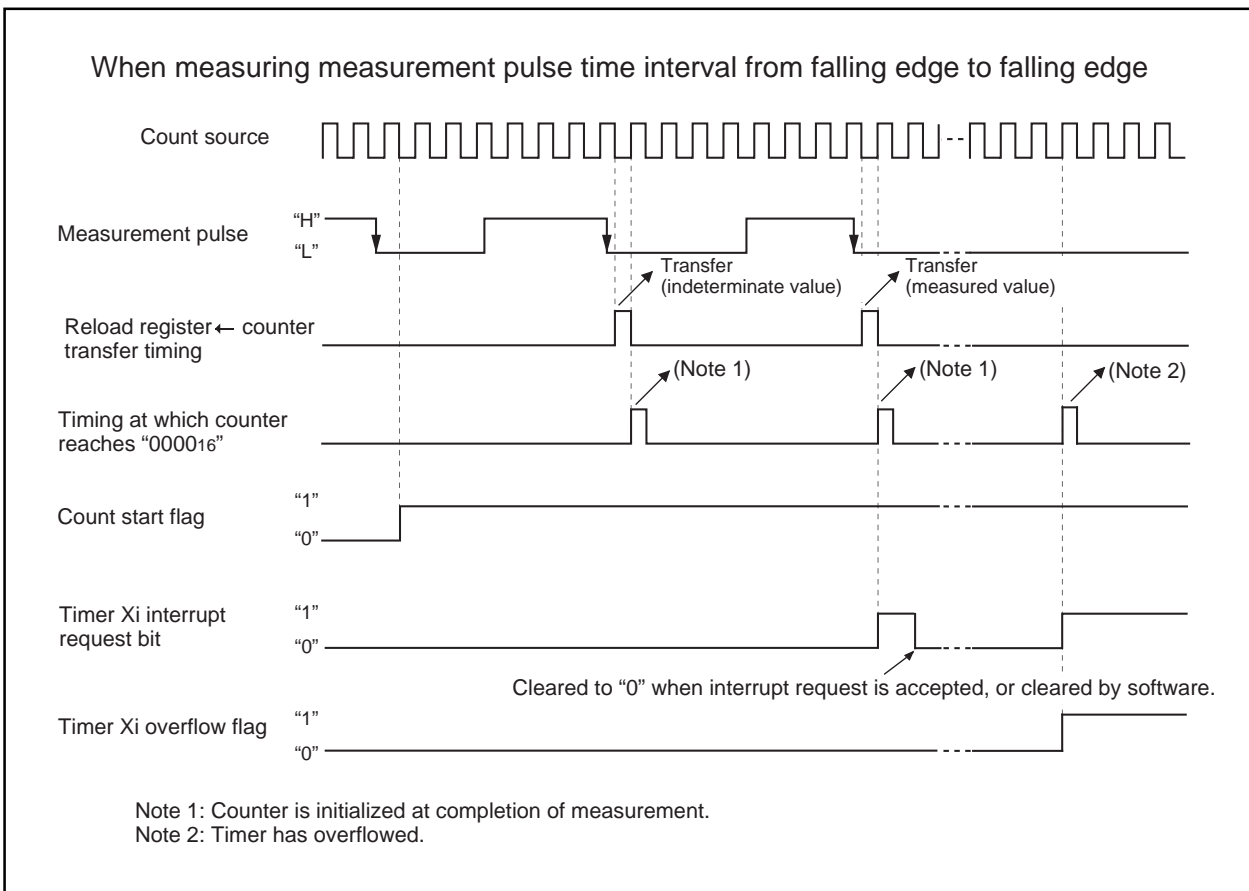 When measuring measurement pulse time interval from falling edge to falling edge
Count source
Measurement pulse
“H”
“L”
Transfer
(indeterminate value)
Transfer
(measured value)
Reload register ← counter
transfer timing
(Note 1)
(Note 1)
(Note 2)
Timing at which counter
reaches “000016”
Count start flag
“1”
“0”
Timer Xi interrupt
request bit
“1”
“0”
Cleared to “0” when interrupt request is accepted, or cleared by software.
Timer Xi overflow flag
“1”
“0”
Note 1: Counter is initialized at completion of measurement.
Note 2: Timer has overflowed.